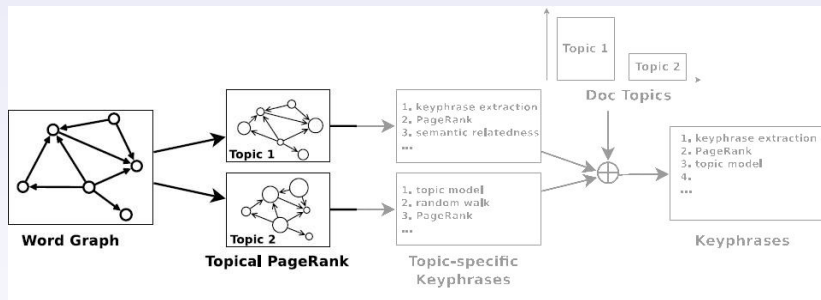 Word Graph
Topic 1
Topic 2
Topical PageRank
1. keyphrase extraction
2. PageRank
3. semantic relatedness
...
1. topic model
2. random walk
3. PageRank
...
Topic-specific
Keyphrases
Topic 1
Topic 2
Doc Topics
1. keyphrase extraction
2. PageRank
3. topic model
4.
...
Keyphrases